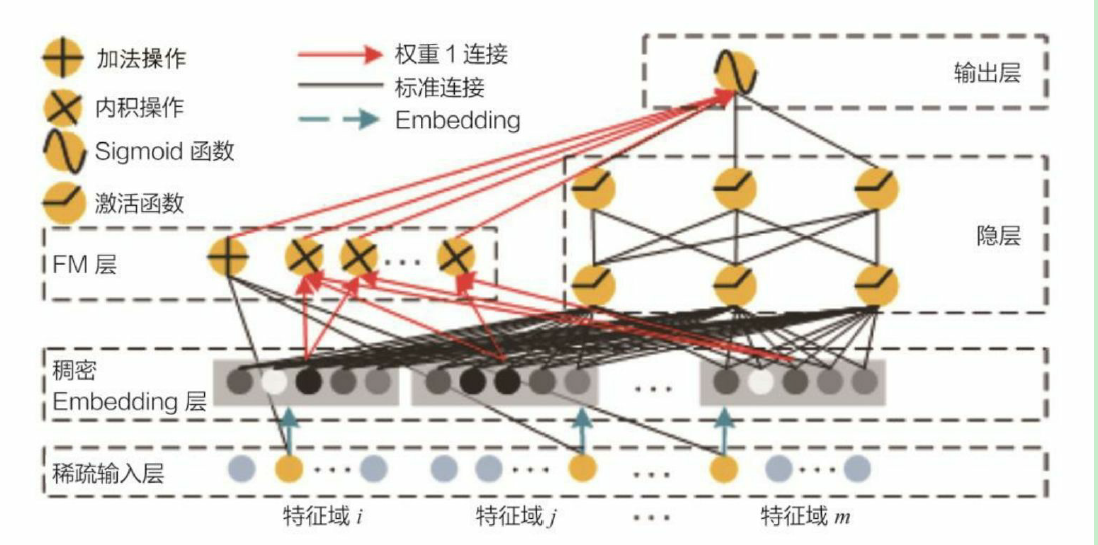 加法操作
内积操作
Sigmoid 函数
激活函数
权重 1 连接
标准连接
Embedding
输出层
隐层
FM 层
稠密
Embedding 层
稀疏输入层
特征域 i
特征域 j
特征域 m